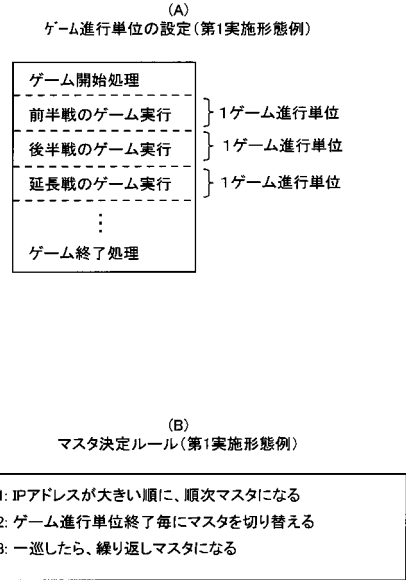 (A)
ゲーム進行単位の設定(第1実施形態例)
ゲーム開始処理
前半戦のゲーム実行 1ゲーム進行単位
後半戦のゲーム実行 1ゲーム進行単位
延長戦のゲーム実行 1ゲーム進行単位
⋮
ゲーム終了処理
(B)
マスタ決定ルール(第1実施形態例)
1: IPアドレスが大きい順に、順次マスタになる
2: ゲーム進行単位終了毎にマスタを切り替える
3: 一巡したら、繰り返しマスタになる